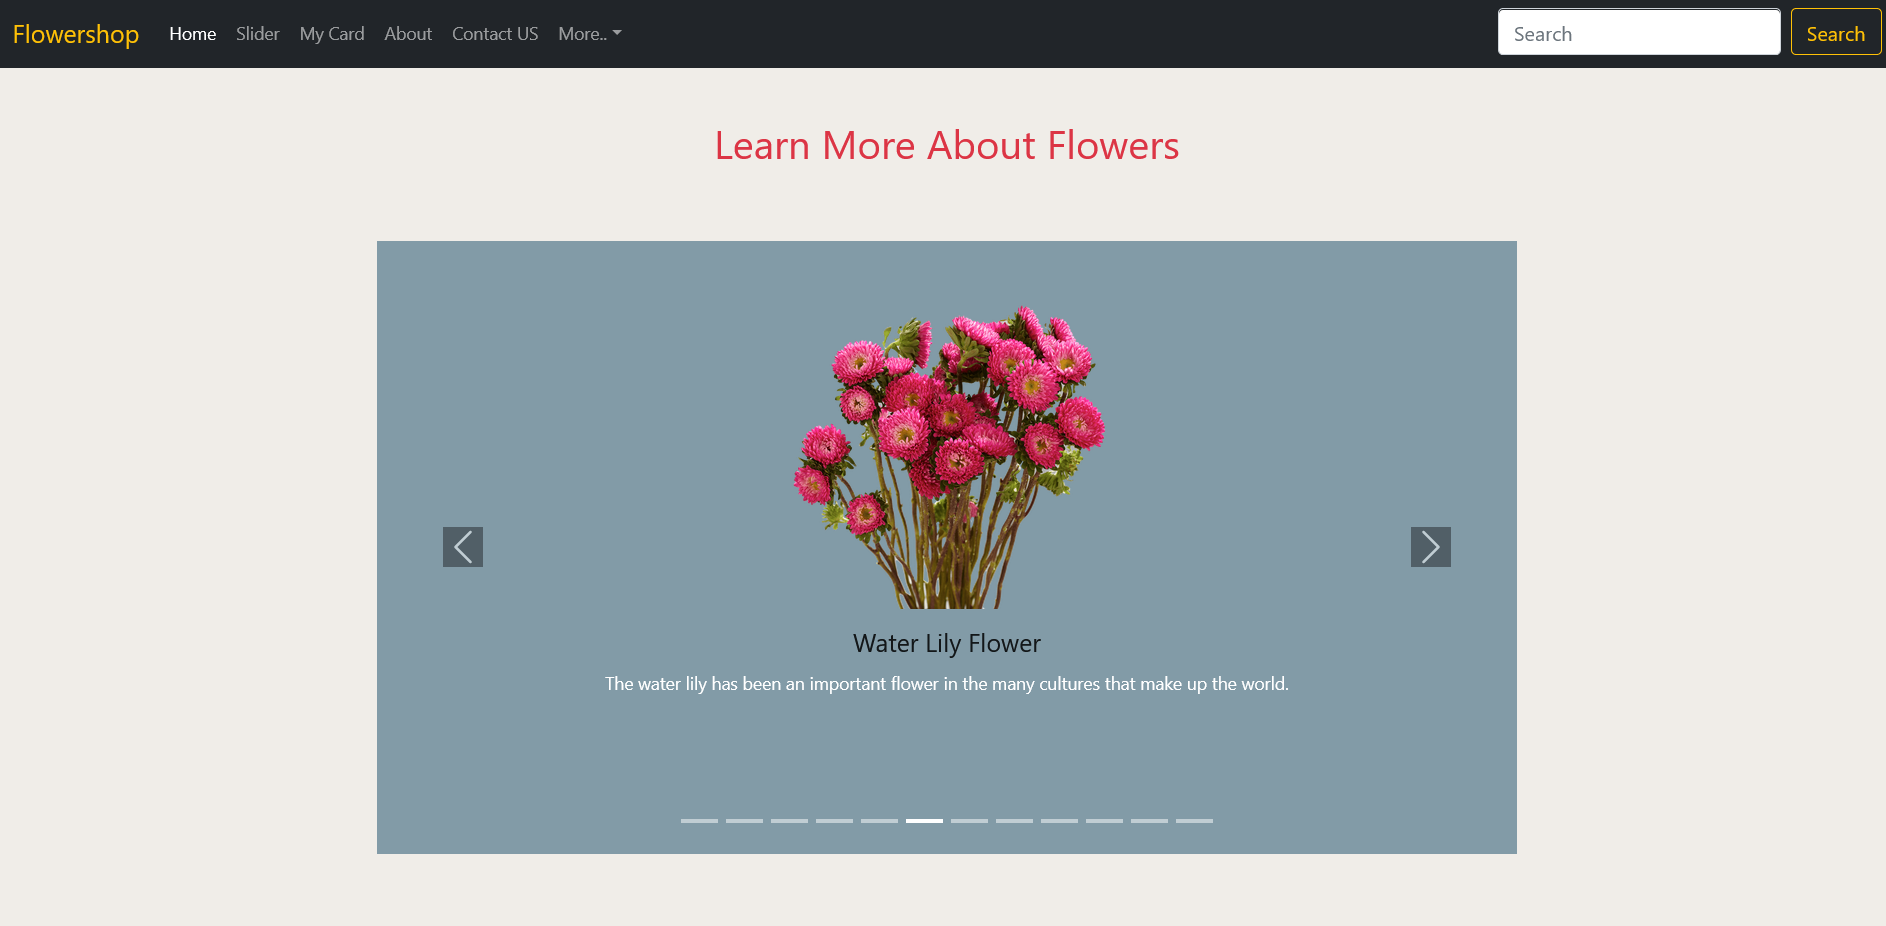 Flowershop Home Slider My Card About Contact US More.. Search Search
Learn More About Flowers
Water Lily Flower
The water lily has been an important flower in the many cultures that make up the world.